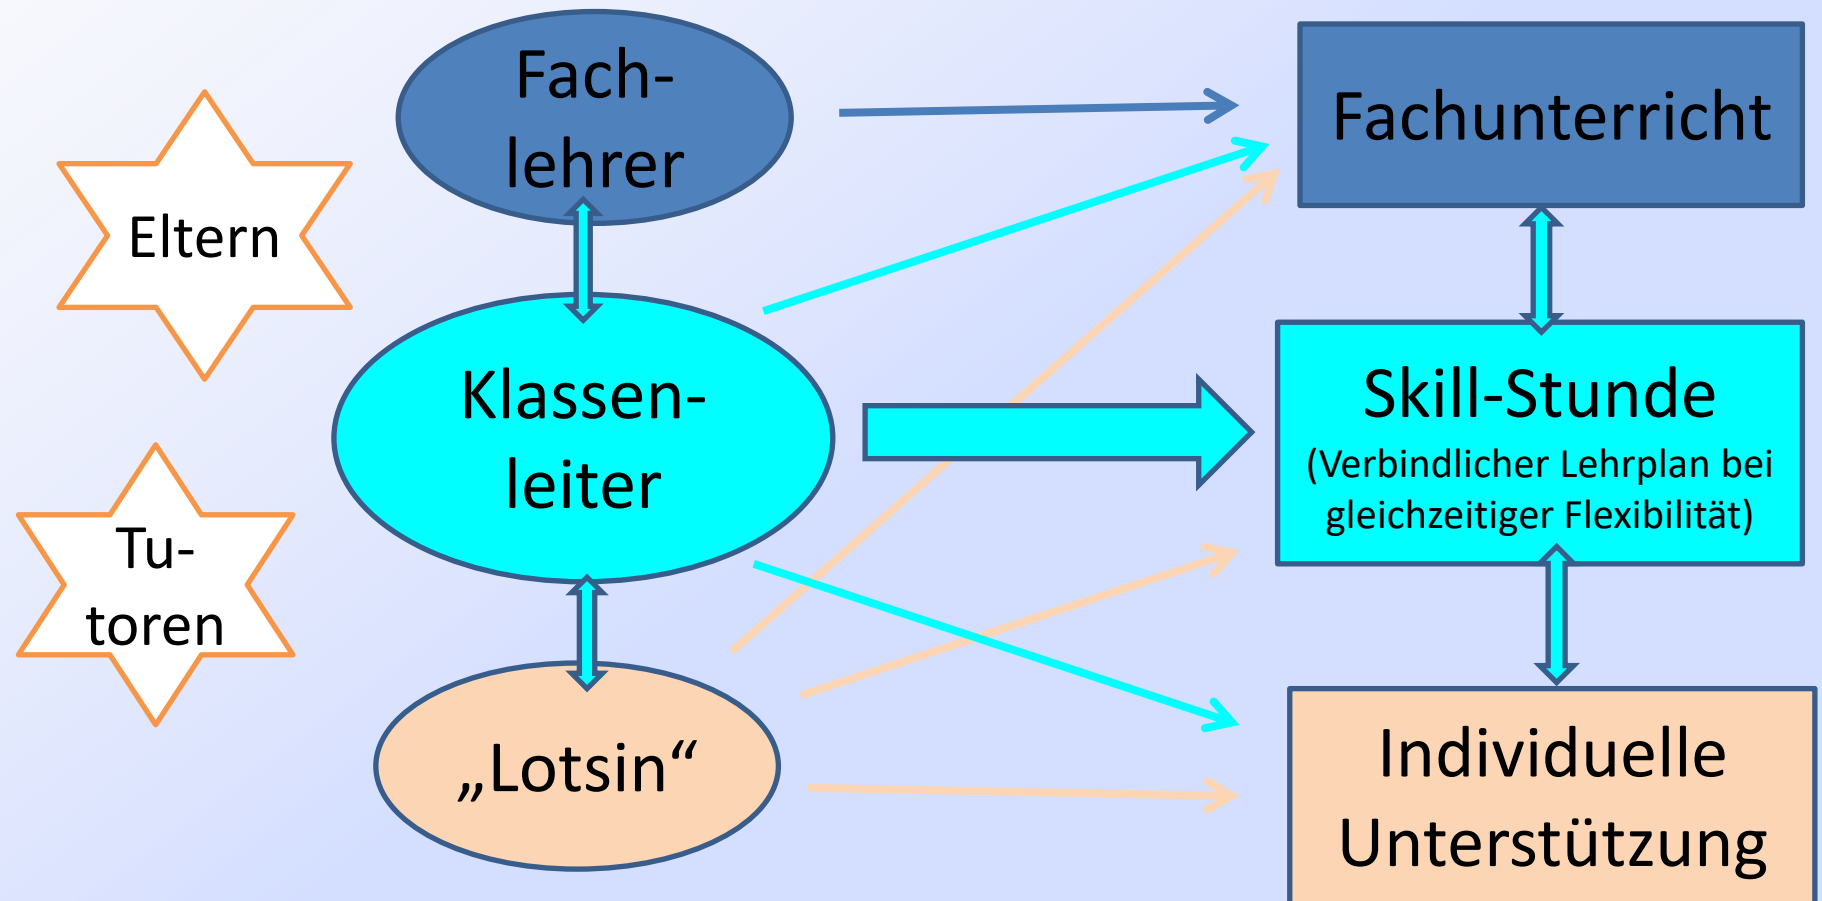 Fach-
lehrer
Fachunterricht
Eltern
Klassen-
leiter
Skill-Stunde
(Verbindlicher Lehrplan bei
gleichzeitiger Flexibilität)
Tu-
toren
„Lotsin“
Individuelle
Unterstützung